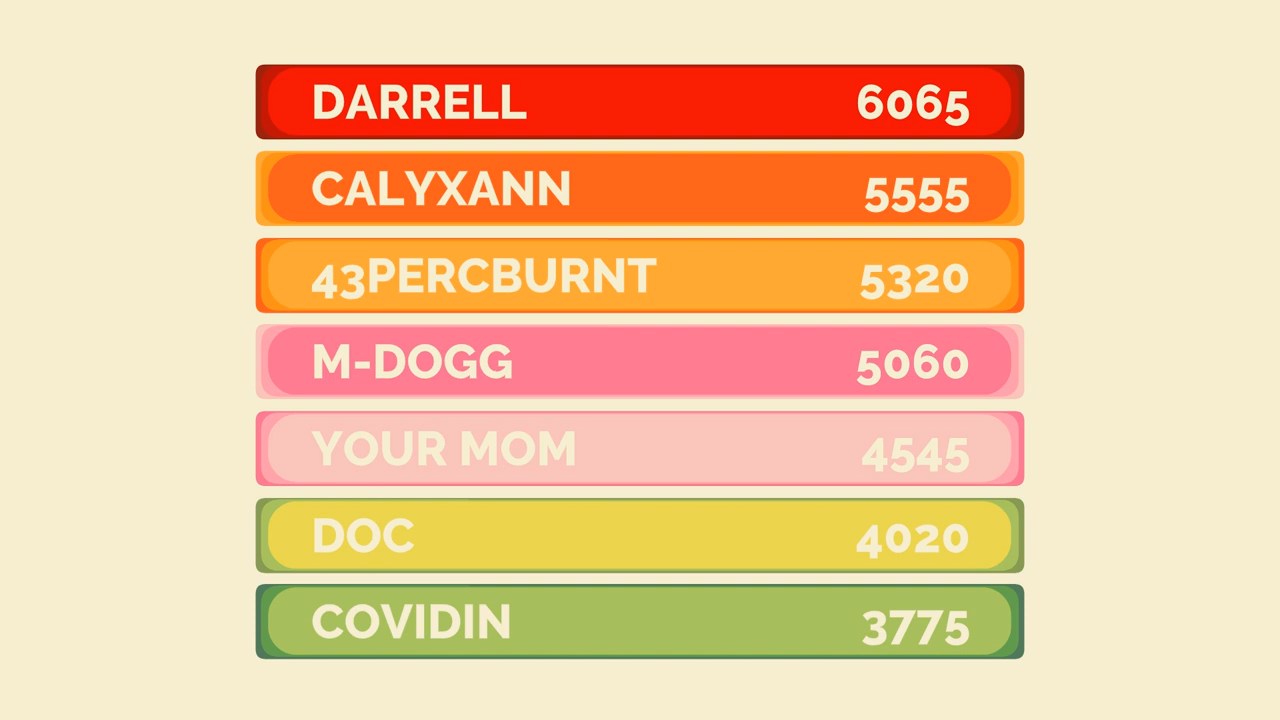 DARRELL 6065
CALYXANN 5555
43PERCBURNT 5320
M-DOGG 5060
YOUR MOM 4545
DOC 4020
COVIDIN 3775